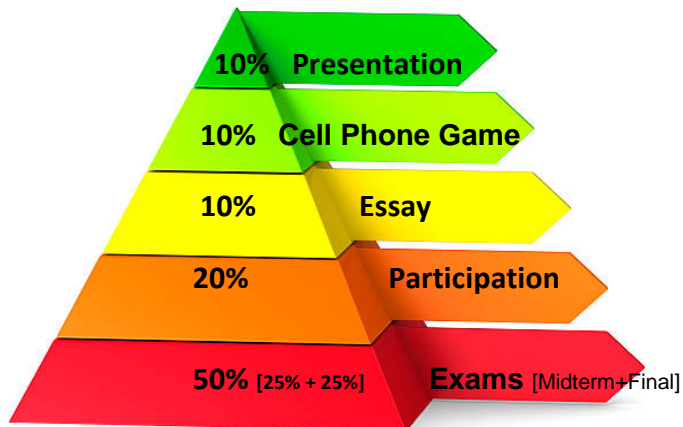 10% Presentation
10% Cell Phone Game
10% Essay
20% Participation
50% [25% + 25%] Exams [Midterm+Final]